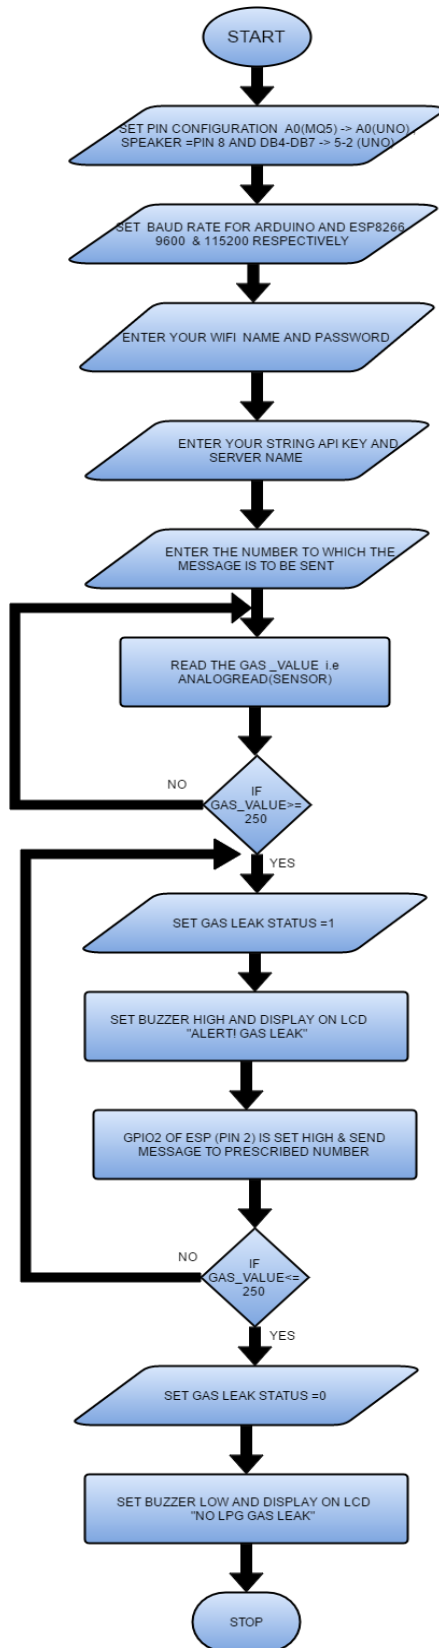 START
SET PIN CONFIGURATION A0(MQ5) -> A0(UNO) ,
SPEAKER =PIN 8 AND DB4-DB7 -> 5-2 (UNO)
SET BAUD RATE FOR ARDUINO AND ESP8266
9600 & 115200 RESPECTIVELY
ENTER YOUR WIFI NAME AND PASSWORD
ENTER YOUR STRING API KEY AND
SERVER NAME
ENTER THE NUMBER TO WHICH THE
MESSAGE IS TO BE SENT
READ THE GAS _VALUE i.e
ANALOGREAD(SENSOR)
NO
IF
GAS_VALUE>=
250
YES
SET GAS LEAK STATUS =1
SET BUZZER HIGH AND DISPLAY ON LCD
"ALERT! GAS LEAK"
GPIO2 OF ESP (PIN 2) IS SET HIGH & SEND
MESSAGE TO PRESCRIBED NUMBER
NO
IF
GAS_VALUE<=
250
YES
SET GAS LEAK STATUS =0
SET BUZZER LOW AND DISPLAY ON LCD
"NO LPG GAS LEAK"
STOP